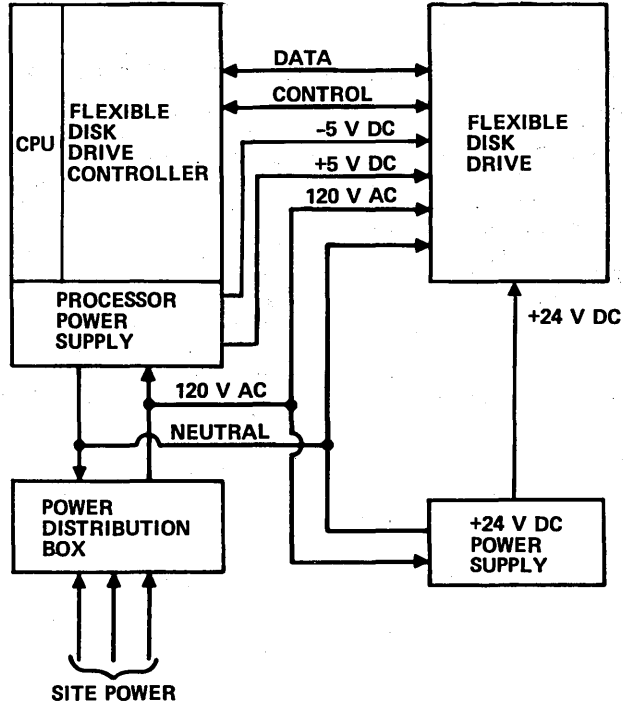 CPU
FLEXIBLE
DISK
DRIVE
CONTROLLER
DATA
CONTROL
-5 V DC
+5 V DC
120 V AC
FLEXIBLE
DISK
DRIVE
PROCESSOR
POWER
SUPPLY
+24 V DC
120 V AC
NEUTRAL
POWER
DISTRIBUTION
BOX
+24 V DC
POWER
SUPPLY
SITE POWER